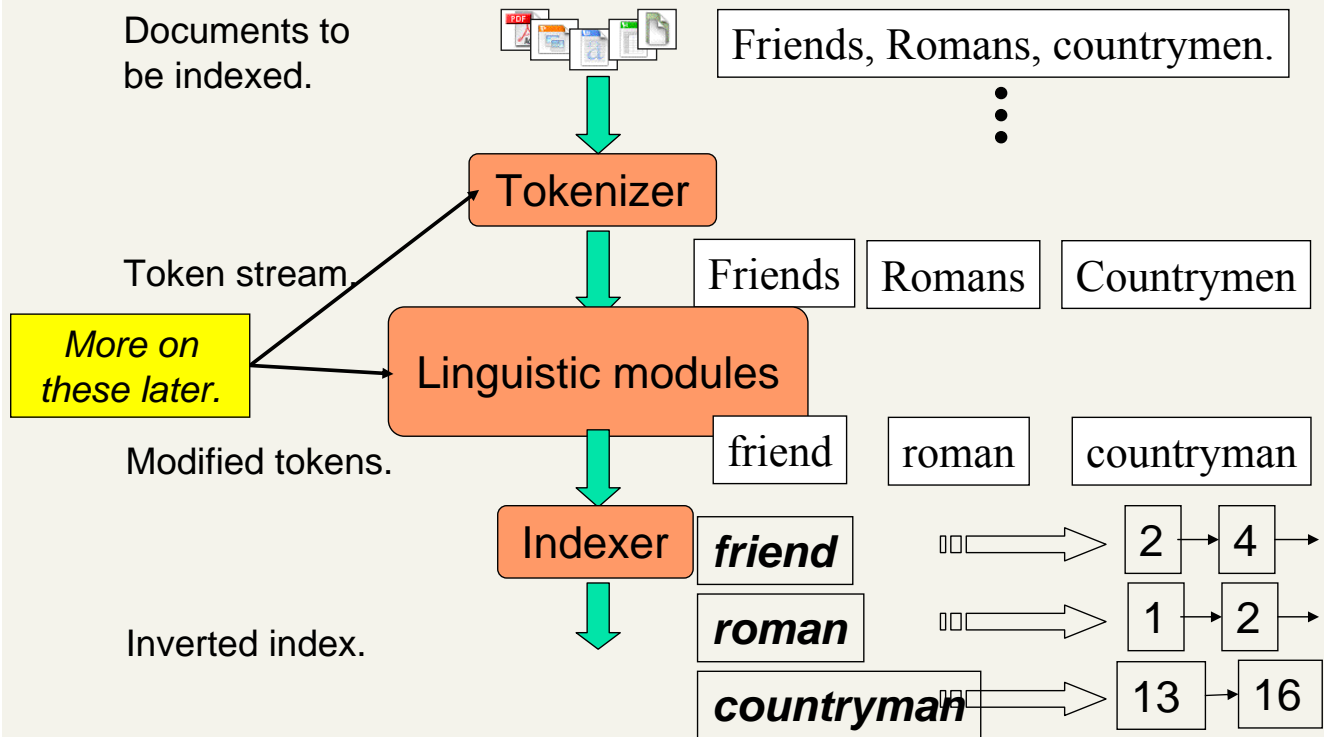 Documents to
be indexed.
PDF
a
Friends, Romans, countrymen.
Tokenizer
Token stream.
Friends Romans Countrymen
More on
these later.
Linguistic modules
Modified tokens.
friend roman countryman
Indexer
friend 2 4
roman 1 2
Inverted index.
countryman 13 16